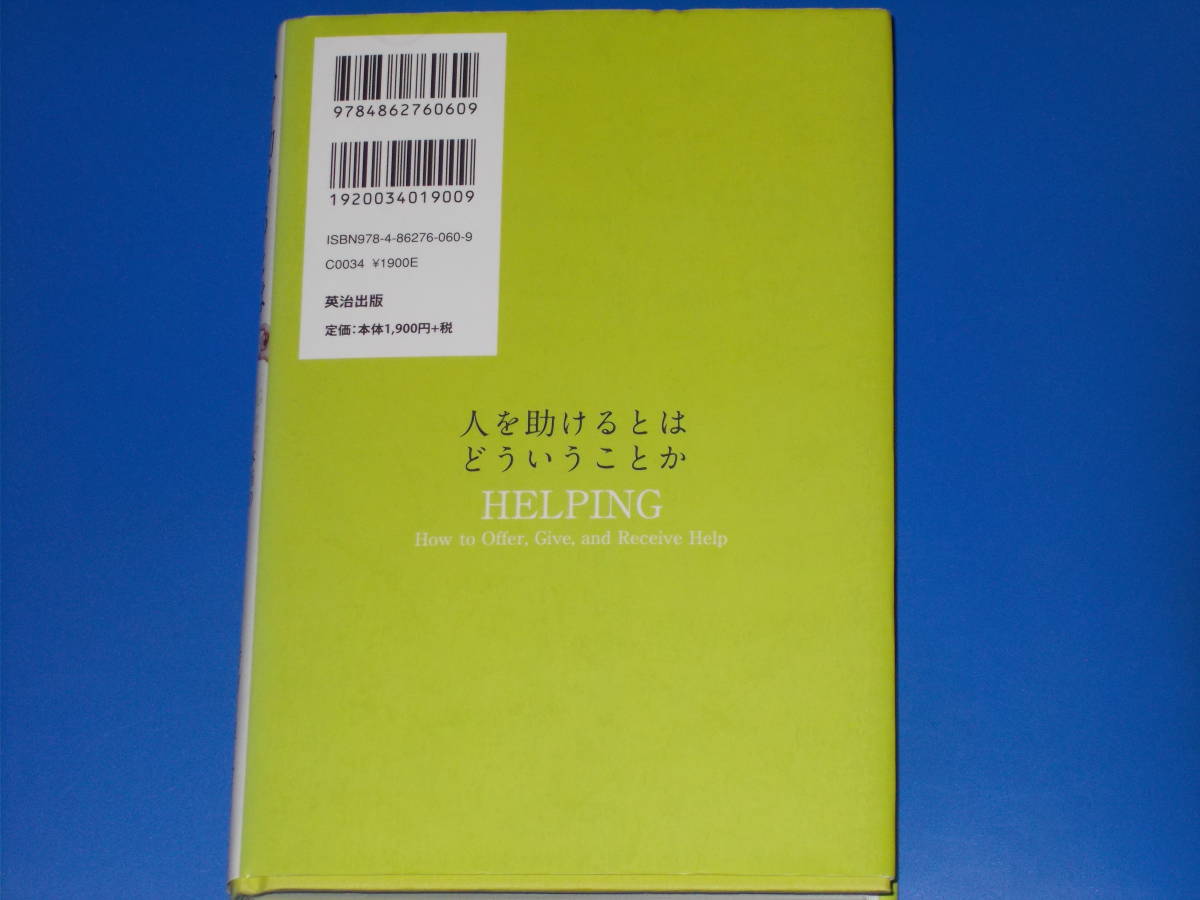 9784862760609
1920034019009
ISBN978-4-86276-060-9
C0034 ¥1900E
英治出版
定価:本体1,900円+税
人を助けるとは
どういうことか
HELPING
How to Offer, Give, and Receive Help